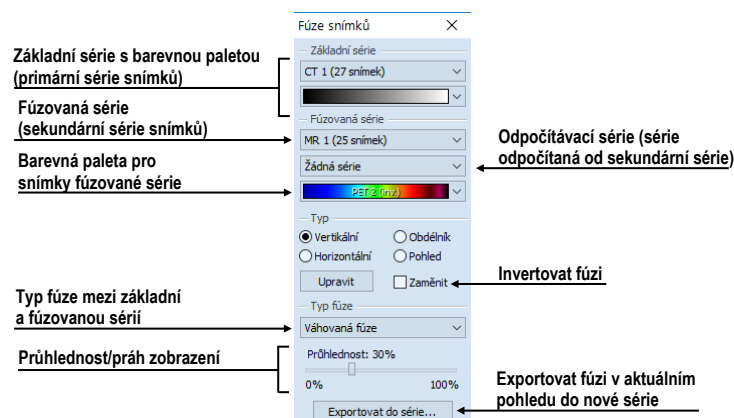 Fúze snímků
Základní série
CT 1 (27 snímek)
Fúzovaná série
MR 1 (25 snímek)
Žádná série
PET 2 (inv.)
Typ
Vertikální
Obdélník
Horizontální
Pohled
Upravit
Zaměnit
Typ fúze
Váhovaná fúze
Průhlednost: 30%
0%
100%
Exportovat do série...
Základní série s barevnou paletou
(primární série snímků)
Fúzovaná série
(sekundární série snímků)
Barevná paleta pro
snímky fúzované série
Typ fúze mezi základní
a fúzovanou sérií
Průhlednost/práh zobrazení
Odpočítávací série (série
odpočítaná od sekundární série)
Invertovat fúzi
Exportovat fúzi v aktuálním
pohledu do nové série